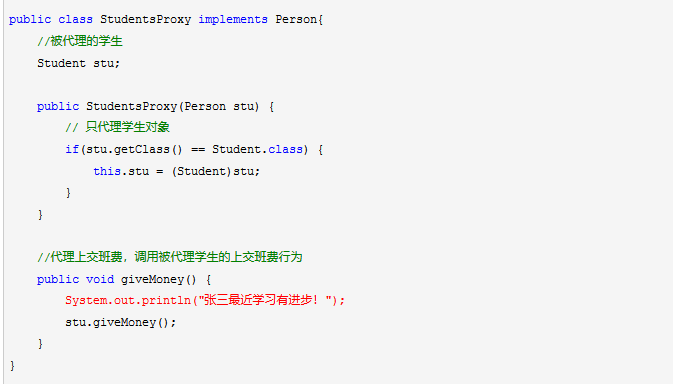 public class StudentsProxy implements Person{
//被代理的学生
Student stu;
public StudentsProxy(Person stu) {
// 只代理学生对象
if(stu.getClass() == Student.class) {
this.stu = (Student)stu;
}
}
//代理上交班费，调用被代理学生的上交班费行为
public void giveMoney() {
System.out.println("张三最近学习有进步！");
stu.giveMoney();
}
}